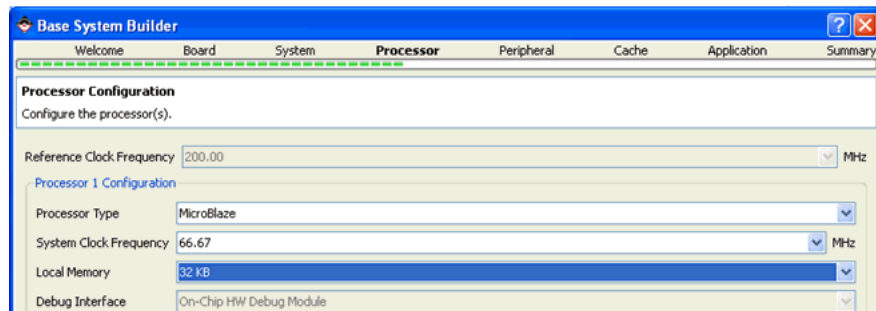 Base System Builder
Welcome Board System Processor Peripheral Cache Application Summary
Processor Configuration
Configure the processor(s).
Reference Clock Frequency 200.00 MHz
Processor 1 Configuration
Processor Type MicroBlaze
System Clock Frequency 66.67 MHz
Local Memory 32 KB
Debug Interface On-Chip HW Debug Module